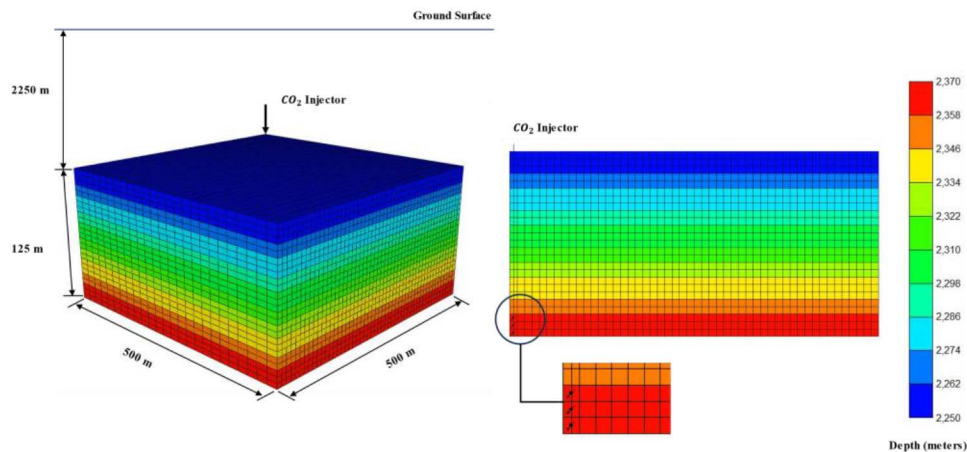 Ground Surface
2250 m
CO₂ Injector
125 m
500 m
500 m
CO₂ Injector
2,370
2,358
2,346
2,334
2,322
2,310
2,298
2,286
2,274
2,262
2,250
Depth (meters)